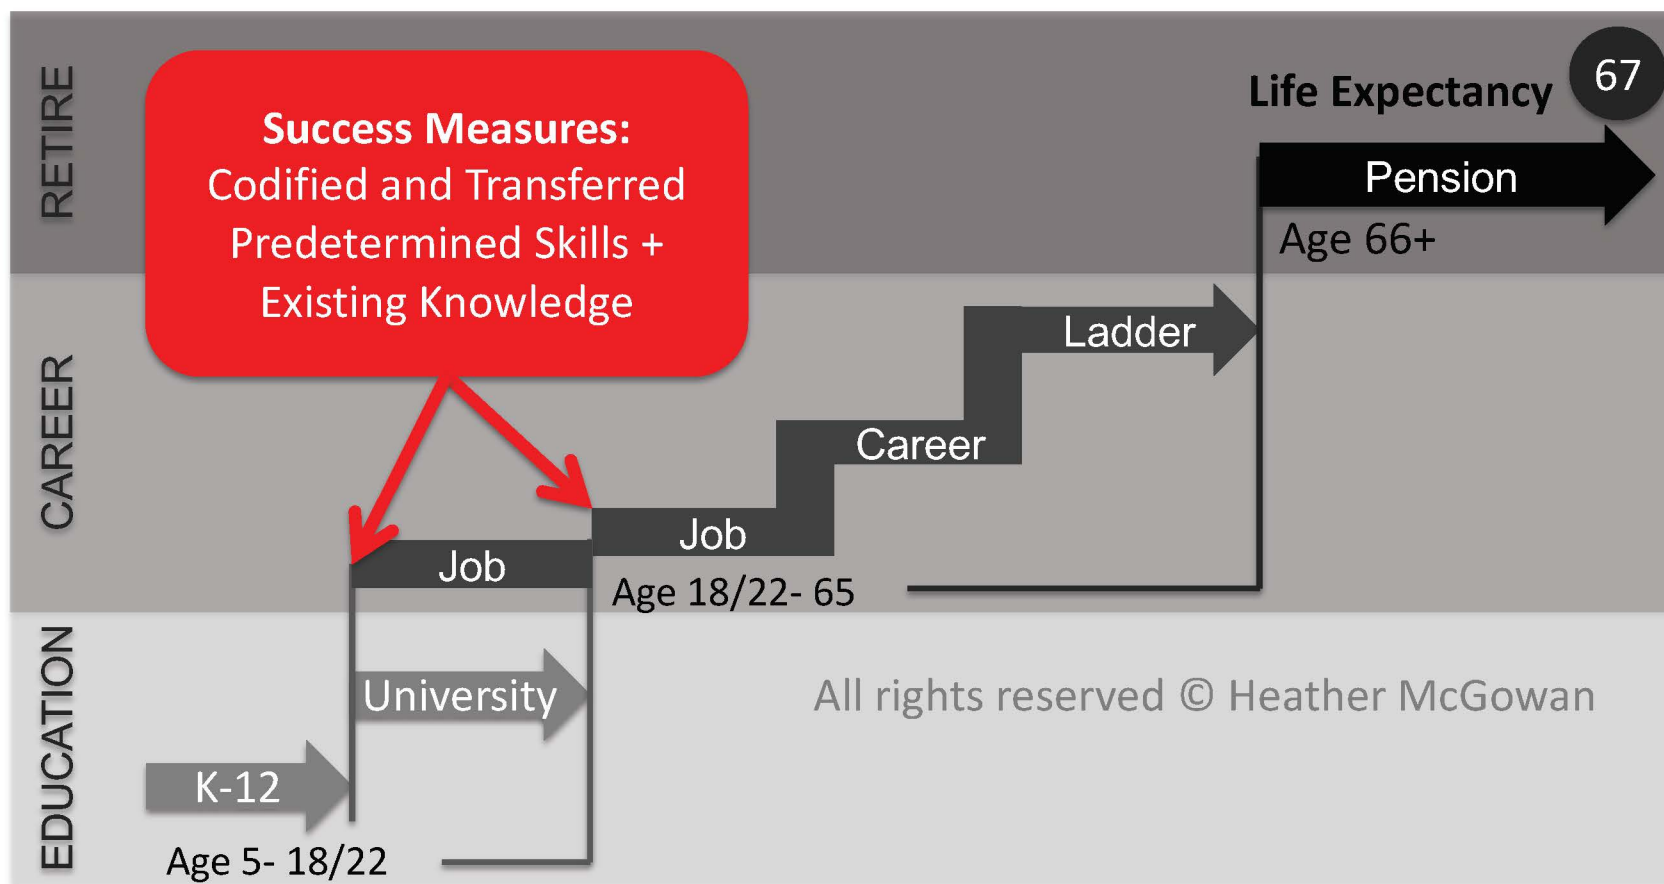 RETIRE
Success Measures:
Codified and Transferred
Predetermined Skills +
Existing Knowledge
Life Expectancy
67
Pension
Age 66+
CAREER
Ladder
Career
Job
Job
Age 18/22- 65
EDUCATION
University
K-12
Age 5- 18/22
All rights reserved © Heather McGowan